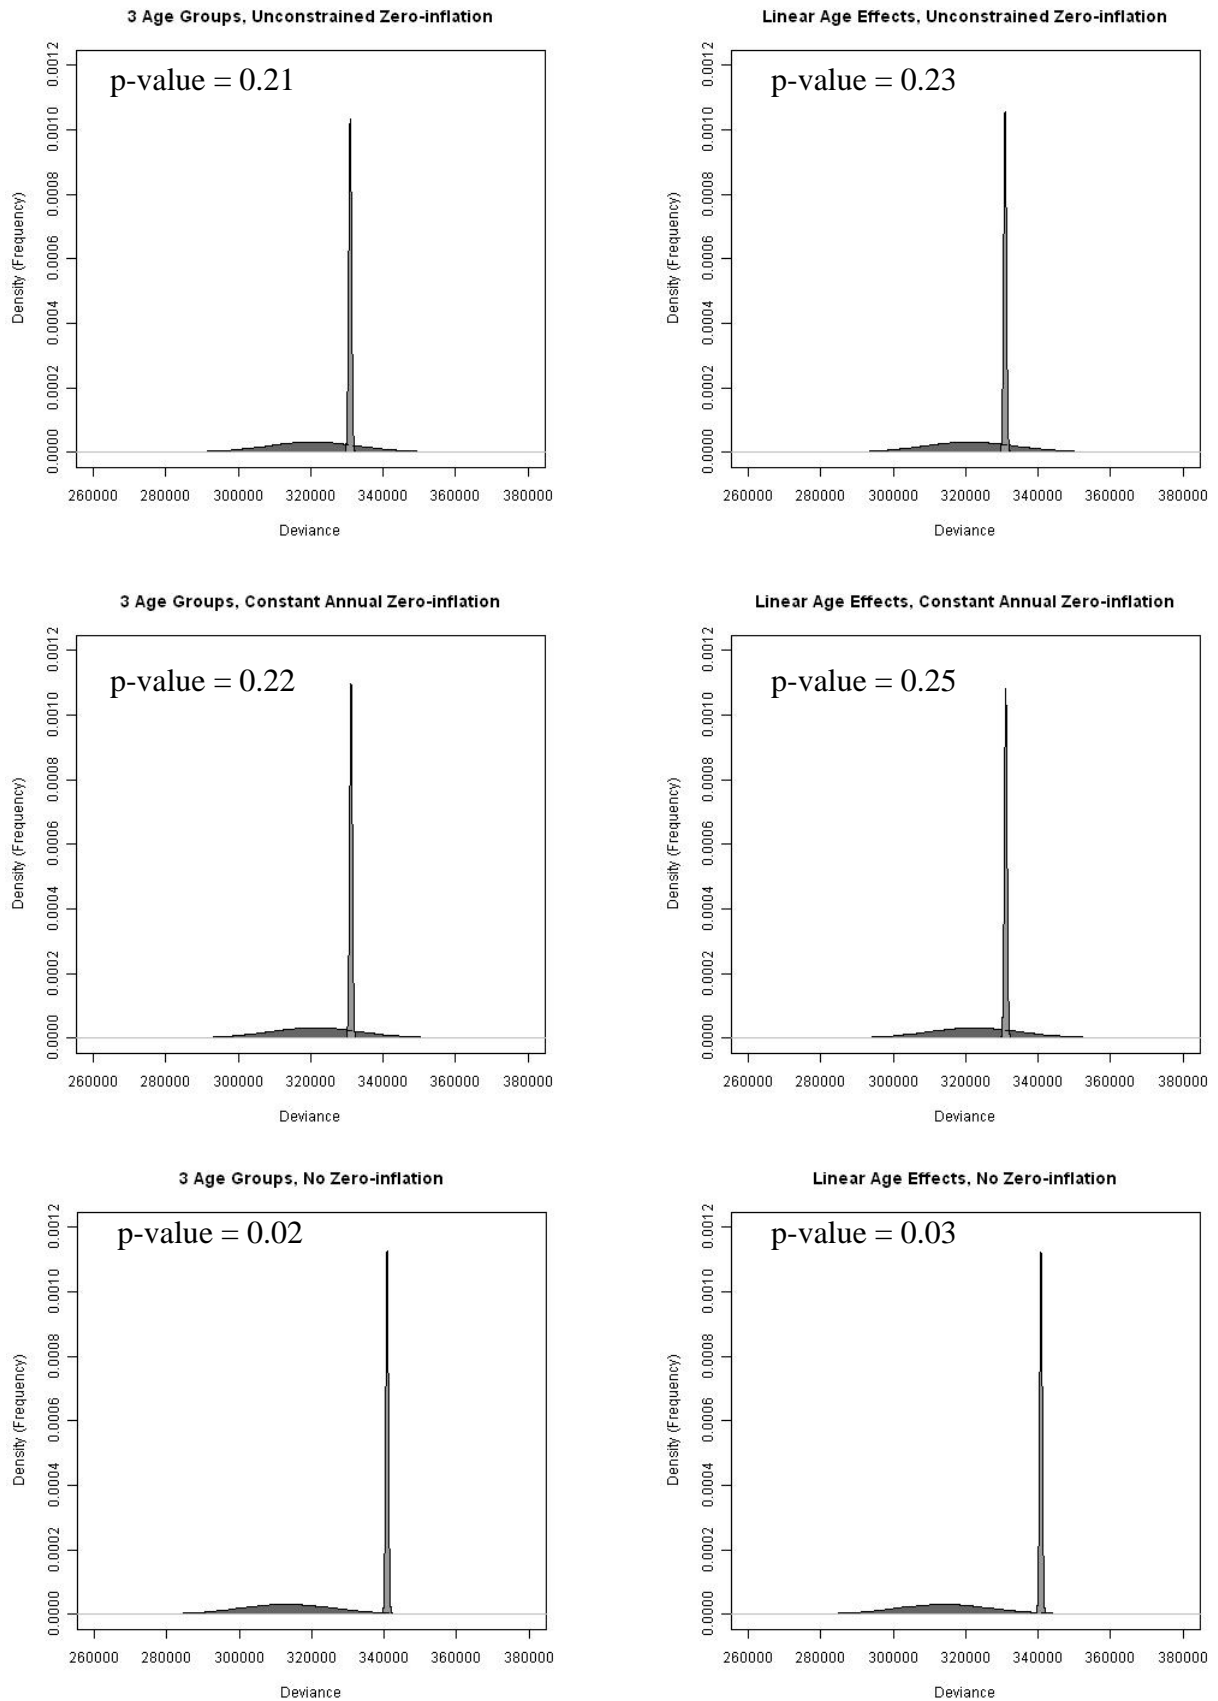 3 Age Groups, Unconstrained Zero-inflation
p-value = 0.21
Density (Frequency)
0.0012
0.0010
0.0008
0.0006
0.0004
0.0002
0.0000
260000 280000 300000 320000 340000 360000 380000
Deviance
Linear Age Effects, Unconstrained Zero-inflation
p-value = 0.23
Density (Frequency)
0.0012
0.0010
0.0008
0.0006
0.0004
0.0002
0.0000
260000 280000 300000 320000 340000 360000 380000
Deviance
3 Age Groups, Constant Annual Zero-inflation
p-value = 0.22
Density (Frequency)
0.0012
0.0010
0.0008
0.0006
0.0004
0.0002
0.0000
260000 280000 300000 320000 340000 360000 380000
Deviance
Linear Age Effects, Constant Annual Zero-inflation
p-value = 0.25
Density (Frequency)
0.0012
0.0010
0.0008
0.0006
0.0004
0.0002
0.0000
260000 280000 300000 320000 340000 360000 380000
Deviance
3 Age Groups, No Zero-inflation
p-value = 0.02
Density (Frequency)
0.0012
0.0010
0.0008
0.0006
0.0004
0.0002
0.0000
260000 280000 300000 320000 340000 360000 380000
Deviance
Linear Age Effects, No Zero-inflation
p-value = 0.03
Density (Frequency)
0.0012
0.0010
0.0008
0.0006
0.0004
0.0002
0.0000
260000 280000 300000 320000 340000 360000 380000
Deviance